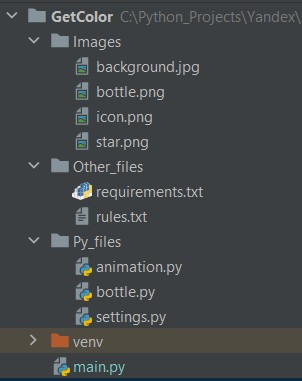 GetColor C:\Python_Projects\Yandex\
Images
background.jpg
bottle.png
icon.png
star.png
Other_files
requirements.txt
rules.txt
Py_files
animation.py
bottle.py
settings.py
venv
main.py